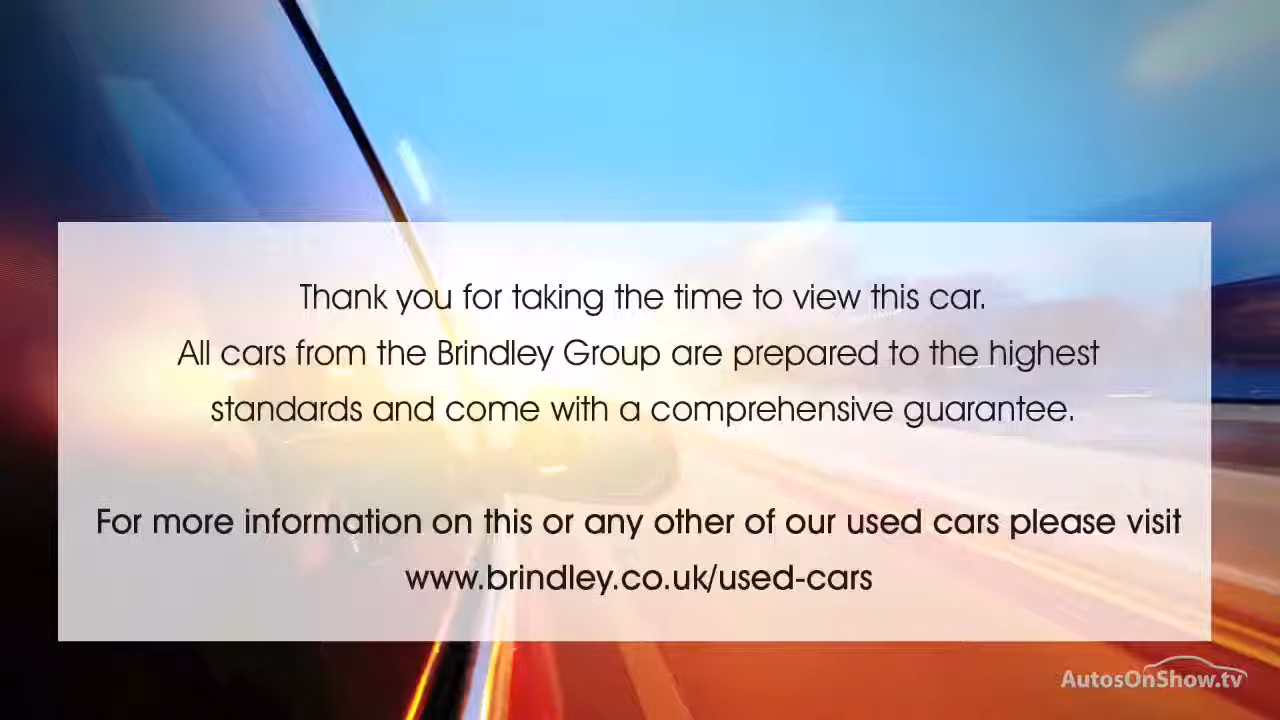 Thank you for taking the time to view this car.
All cars from the Brindley Group are prepared to the highest
standards and come with a comprehensive guarantee.
For more information on this or any other of our used cars please visit
www.brindley.co.uk/used-cars
AutosOnShow.tv